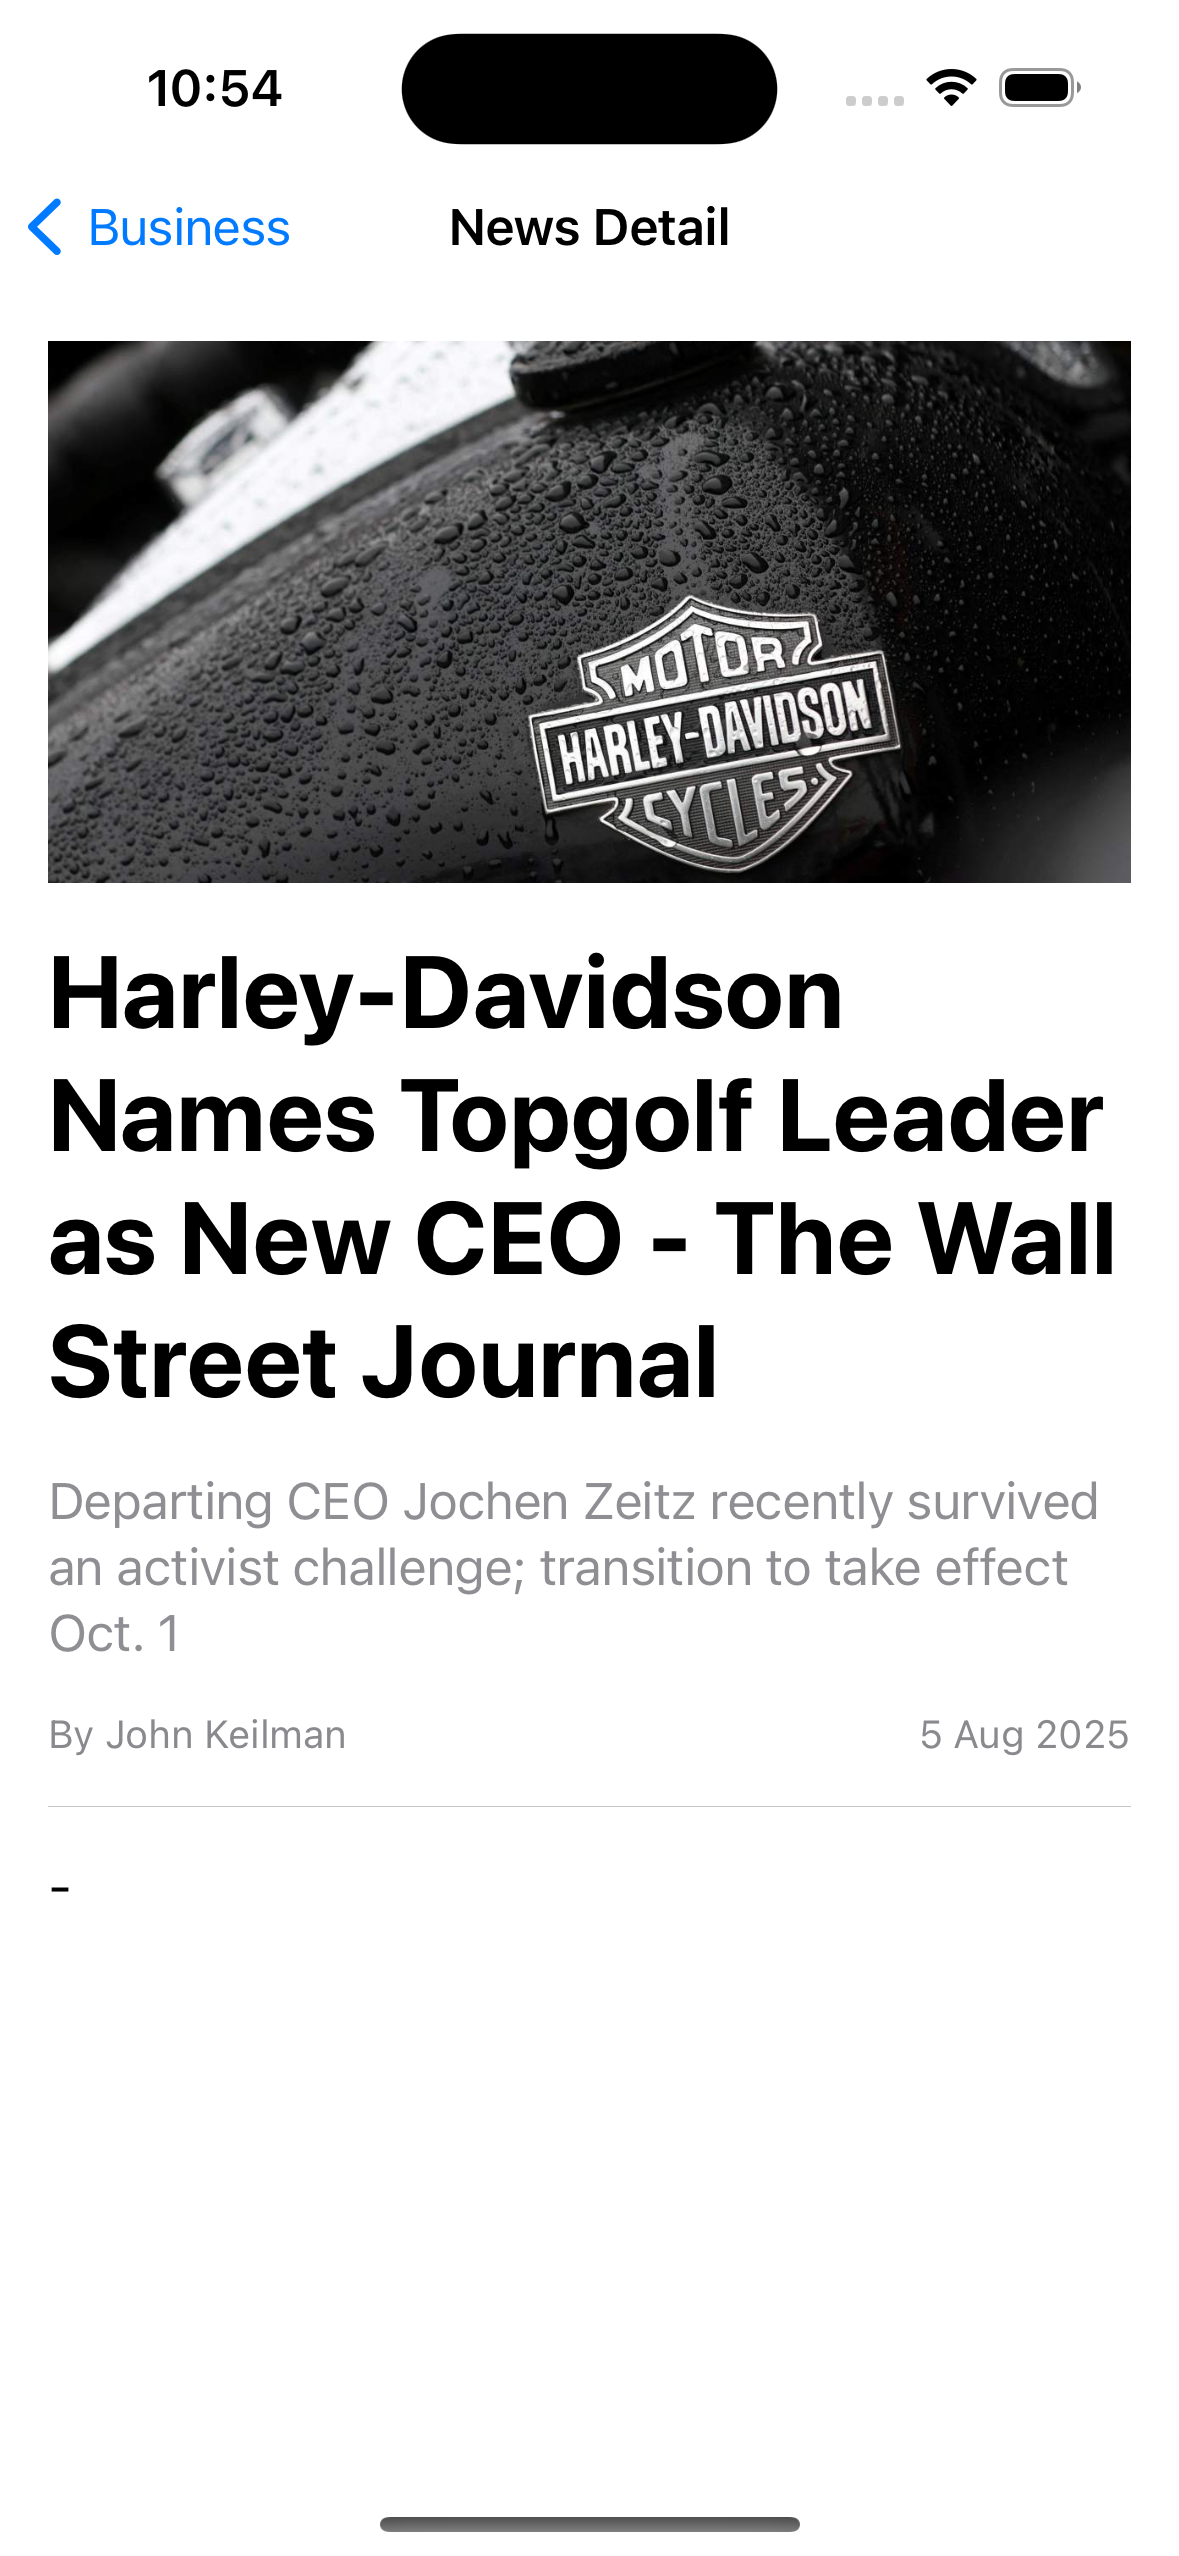 10:54
Business
News Detail
MOTOR
HARLEY-DAVIDSON
CYCLES
Harley-Davidson
Names Topgolf Leader
as New CEO - The Wall
Street Journal
Departing CEO Jochen Zeitz recently survived
an activist challenge; transition to take effect
Oct. 1
By John Keilman
5 Aug 2025
-